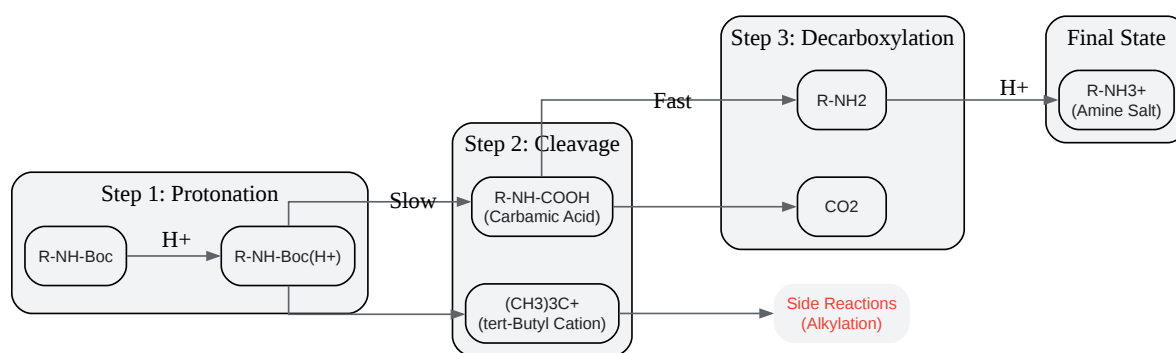 Step 3: Decarboxylation
Final State
R-NH2
H+
R-NH3+
(Amine Salt)
Fast
Step 2: Cleavage
Step 1: Protonation
Slow
R-NH-COOH
(Carbamic Acid)
CO2
R-NH-Boc
H+
R-NH-Boc(H+)
(CH3)3C+
(tert-Butyl Cation)
Side Reactions
(Alkylation)